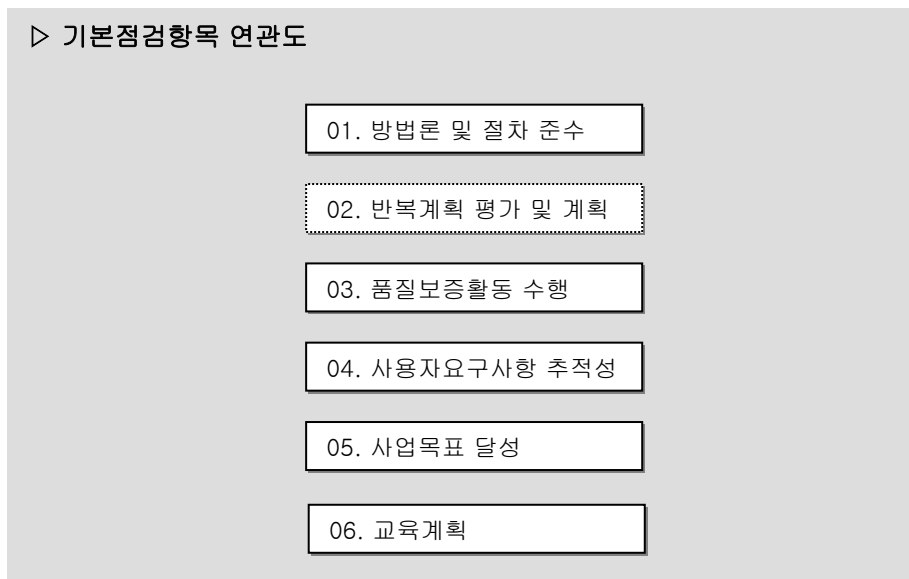 ▷ 기본점검항목 연관도
01. 방법론 및 절차 준수
02. 반복계획 평가 및 계획
03. 품질보증활동 수행
04. 사용자요구사항 추적성
05. 사업목표 달성
06. 교육계획